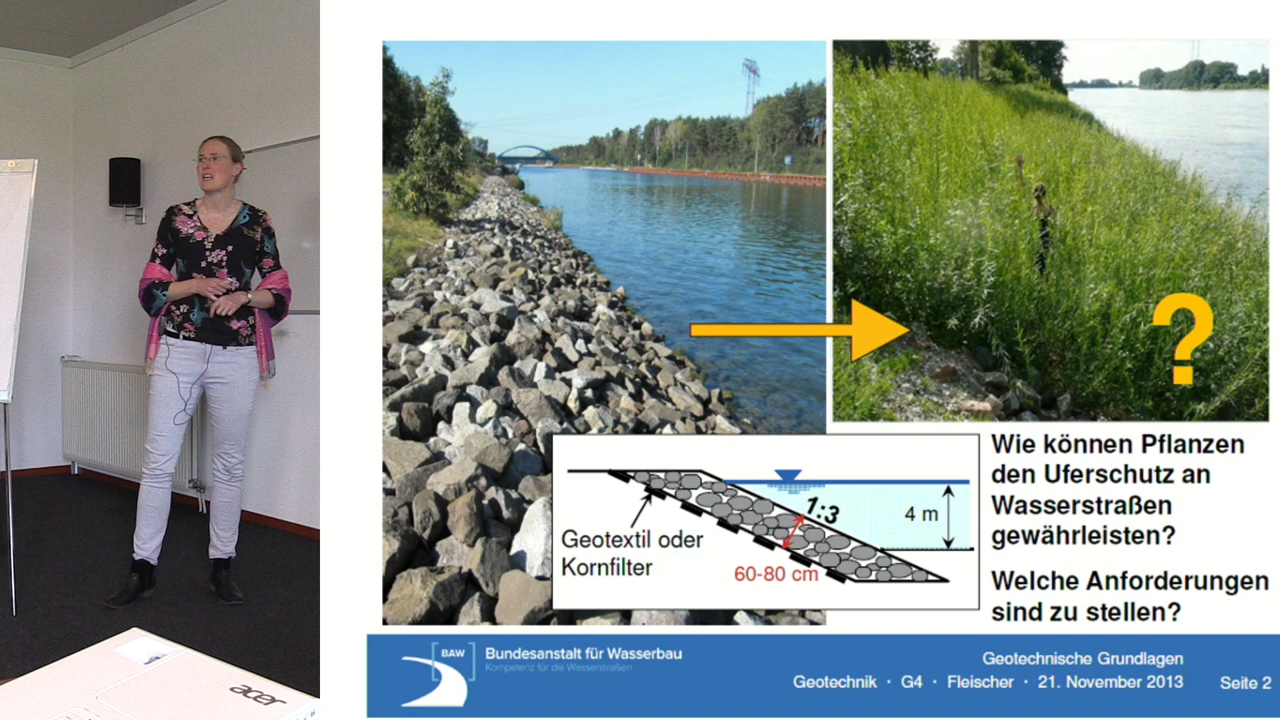 ?
Geotextil oder
Kornfilter
1:3
60-80 cm
4 m
Wie können Pflanzen
den Uferschutz an
Wasserstraßen
gewährleisten?
Welche Anforderungen
sind zu stellen?
BAW
Bundesanstalt für Wasserbau
Kompetenz für die Wasserstraßen
Geotechnische Grundlagen
Geotechnik · G4 · Fleischer · 21. November 2013
Seite 2
acer